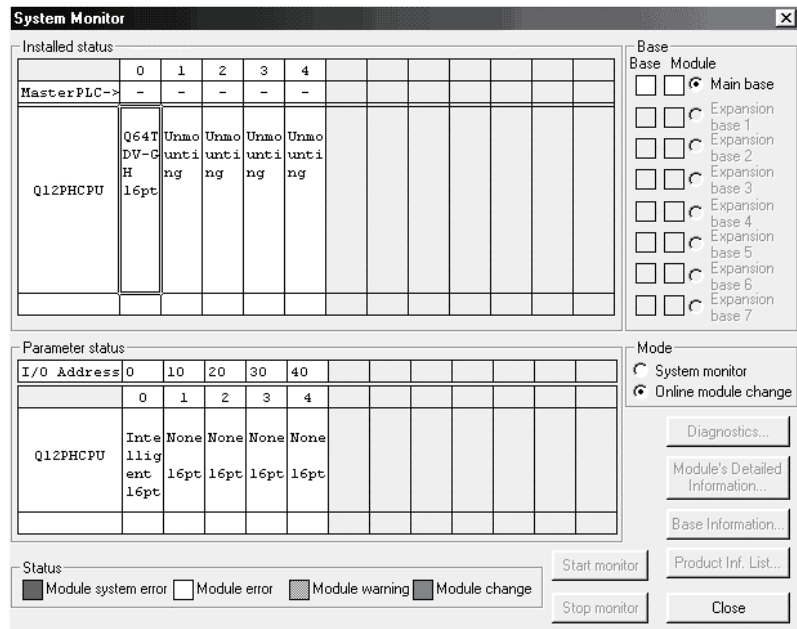 System Monitor
Installed status
0 1 2 3 4
MasterPLC-> - - - - -
Q12PHCPU
Q64T
DV-G
H
16pt
Unmo
unti
ng
Unmo
unti
ng
Unmo
unti
ng
Unmo
unti
ng
Base
Base Module
Main base
Expansion
base 1
Expansion
base 2
Expansion
base 3
Expansion
base 4
Expansion
base 5
Expansion
base 6
Expansion
base 7
Parameter status
I/O Address 0 10 20 30 40
0 1 2 3 4
Q12PHCPU
Inte
llig
ent
16pt
None
16pt
None
16pt
None
16pt
None
16pt
Mode
System monitor
Online module change
Diagnostics...
Module's Detailed
Information...
Base Information...
Product Inf. List...
Status
Module system error Module error Module warning Module change
Start monitor
Stop monitor
Close